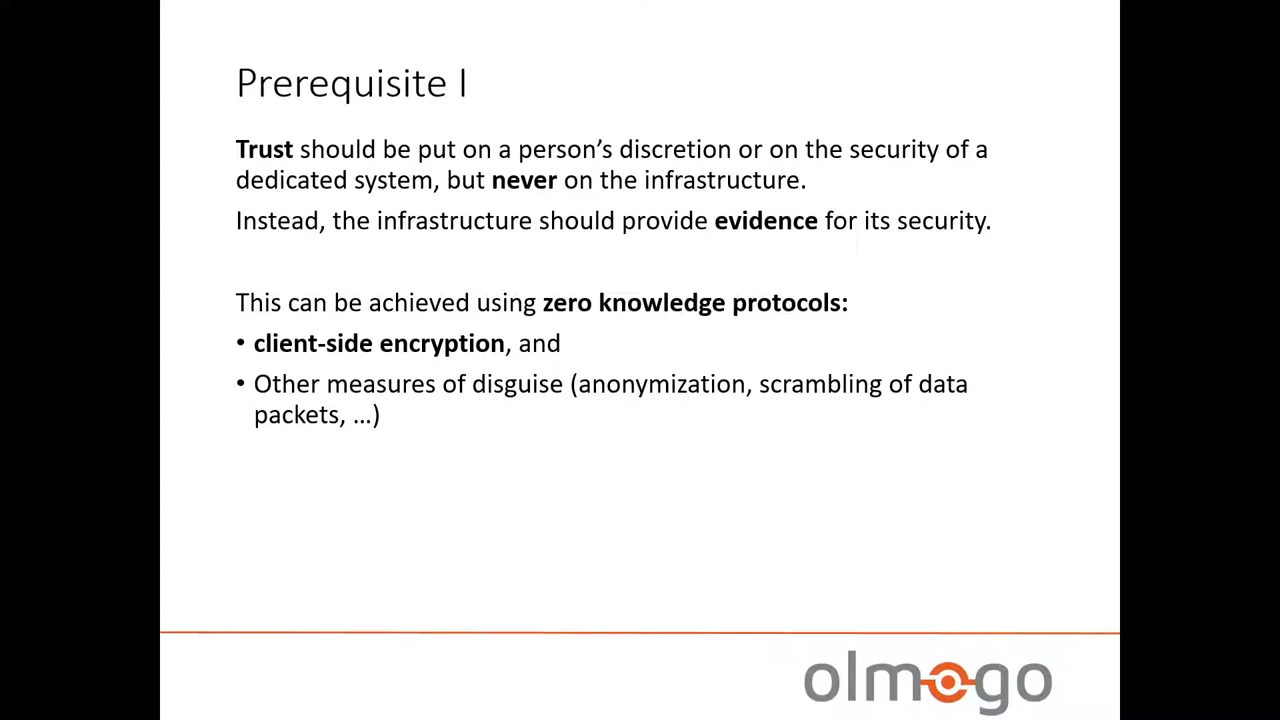 Prerequisite I
Trust should be put on a person’s discretion or on the security of a
dedicated system, but never on the infrastructure.
Instead, the infrastructure should provide evidence for its security.
This can be achieved using zero knowledge protocols:
• client-side encryption, and
• Other measures of disguise (anonymization, scrambling of data
packets, …)
olmogo